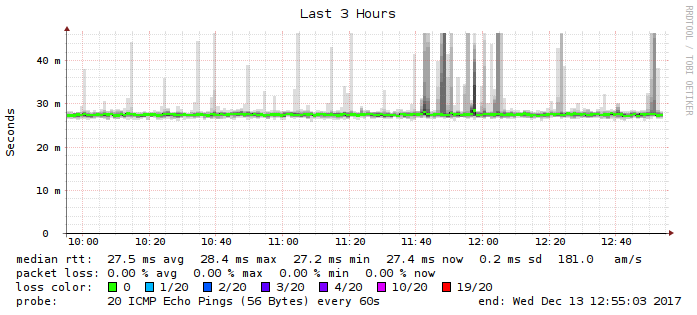 Last 3 Hours
RRDTOOL / TOBI OETIKER
Seconds
40 m
30 m
20 m
10 m
0
10:00 10:20 10:40 11:00 11:20 11:40 12:00 12:20 12:40
median rtt: 27.5 ms avg 28.4 ms max 27.2 ms min 27.4 ms now 0.2 ms sd 181.0 am/s
packet loss: 0.00 % avg 0.00 % max 0.00 % min 0.00 % now
loss color: 0 1/20 2/20 3/20 4/20 10/20 19/20
probe: 20 ICMP Echo Pings (56 Bytes) every 60s end: Wed Dec 13 12:55:03 2017